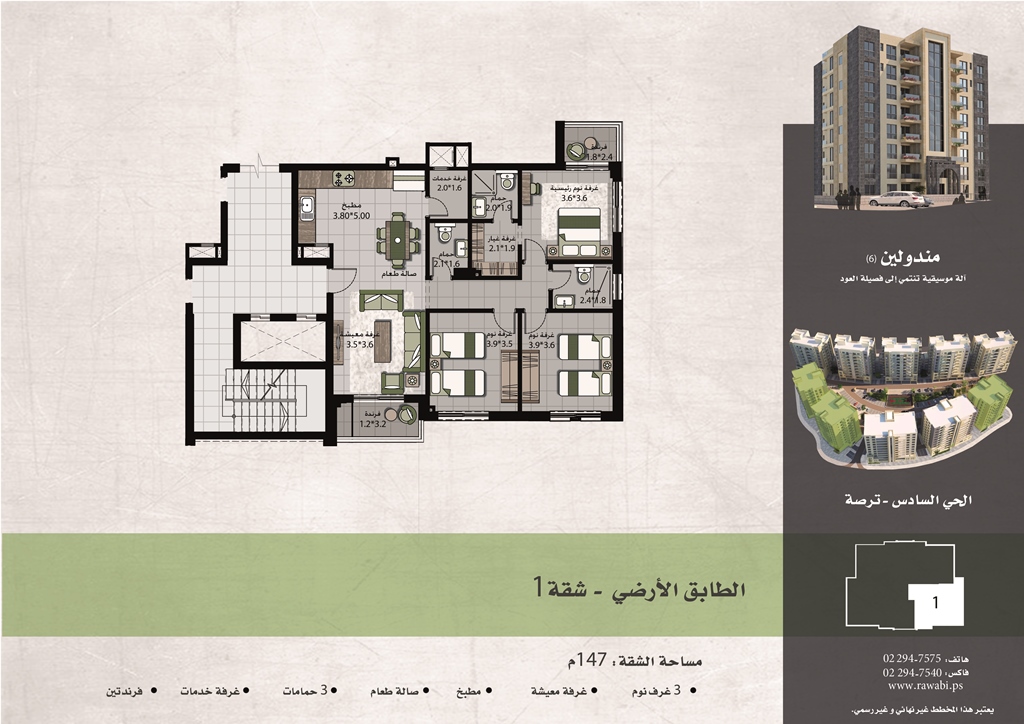 فرندة
1.8*2.4
غرفة خدمات
2.0*1.6
حمام
2.0*1.9
غرفة نوم رئيسية
3.6*3.6
مطبخ
3.80*5.00
غرفة غيار
2.1*1.9
حمام
2.1*1.6
صالة طعام
حمام
2.4*1.8
غرفة معيشة
3.5*3.6
غرفة نوم
3.9*3.5
غرفة نوم
3.9*3.6
فرندة
1.2*3.2
مندولين (6)
آلة موسيقية تنتمي إلى فصيلة العود
الحي السادس - ترصة
1
الطابق الأرضي - شقة 1
مساحة الشقة: 147م
• 3 غرف نوم • غرفة معيشة • مطبخ • صالة طعام • 3 حمامات • غرفة خدمات • فرندتين
هاتف: 02 294-7575
فاكس: 02 294-7540
www.rawabi.ps
يعتبر هذا المخطط غير نهائي و غير رسمي.